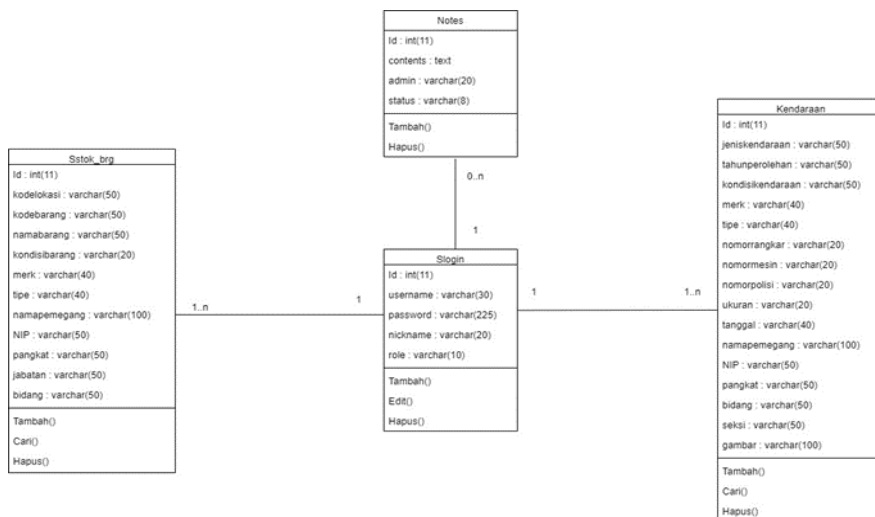 Notes
Id : int(11)
contents : text
admin : varchar(20)
status : varchar(8)
Tambah()
Hapus()
0..n
1
Sstok_brg
Id : int(11)
kodelokasi : varchar(50)
kodebarang : varchar(50)
namabarang : varchar(50)
kondisibarang : varchar(20)
merk : varchar(40)
tipe : varchar(40)
namapemegang : varchar(100)
NIP : varchar(50)
pangkat : varchar(50)
jabatan : varchar(50)
bidang : varchar(50)
Tambah()
Cari()
Hapus()
1..n
1
Slogin
Id : int(11)
username : varchar(30)
password : varchar(225)
nickname : varchar(20)
role : varchar(10)
Tambah()
Edit()
Hapus()
1
1..n
Kendaraan
Id : int(11)
jeniskendaraan : varchar(50)
tahunperolehan : varchar(50)
kondisikendaraan : varchar(50)
merk : varchar(40)
tipe : varchar(40)
nomorrangkar : varchar(20)
nomormesin : varchar(20)
nomorpolisi : varchar(20)
ukuran : varchar(20)
tanggal : varchar(40)
namapemegang : varchar(100)
NIP : varchar(50)
pangkat : varchar(50)
bidang : varchar(50)
seksi : varchar(50)
gambar : varchar(100)
Tambah()
Cari()
Hapus()